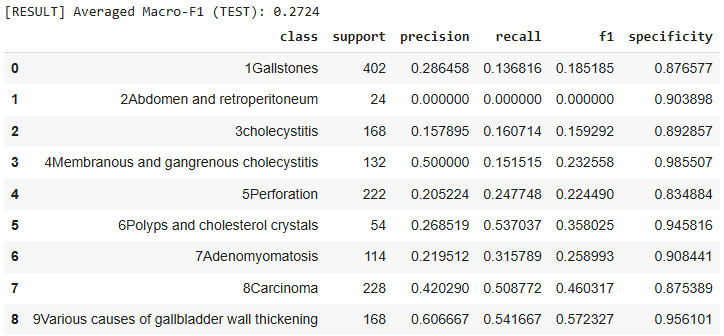 [RESULT] Averaged Macro-F1 (TEST): 0.2724
class support precision recall f1 specificity
0 1Gallstones 402 0.286458 0.136816 0.185185 0.876577
1 2Abdomen and retroperitoneum 24 0.000000 0.000000 0.000000 0.903898
2 3cholecystitis 168 0.157895 0.160714 0.159292 0.892857
3 4Membranous and gangrenous cholecystitis 132 0.500000 0.151515 0.232558 0.985507
4 5Perforation 222 0.205224 0.247748 0.224490 0.834884
5 6Polyps and cholesterol crystals 54 0.268519 0.537037 0.358025 0.945816
6 7Adenomyomatosis 114 0.219512 0.315789 0.258993 0.908441
7 8Carcinoma 228 0.420290 0.508772 0.460317 0.875389
8 9Various causes of gallbladder wall thickening 168 0.606667 0.541667 0.572327 0.956101